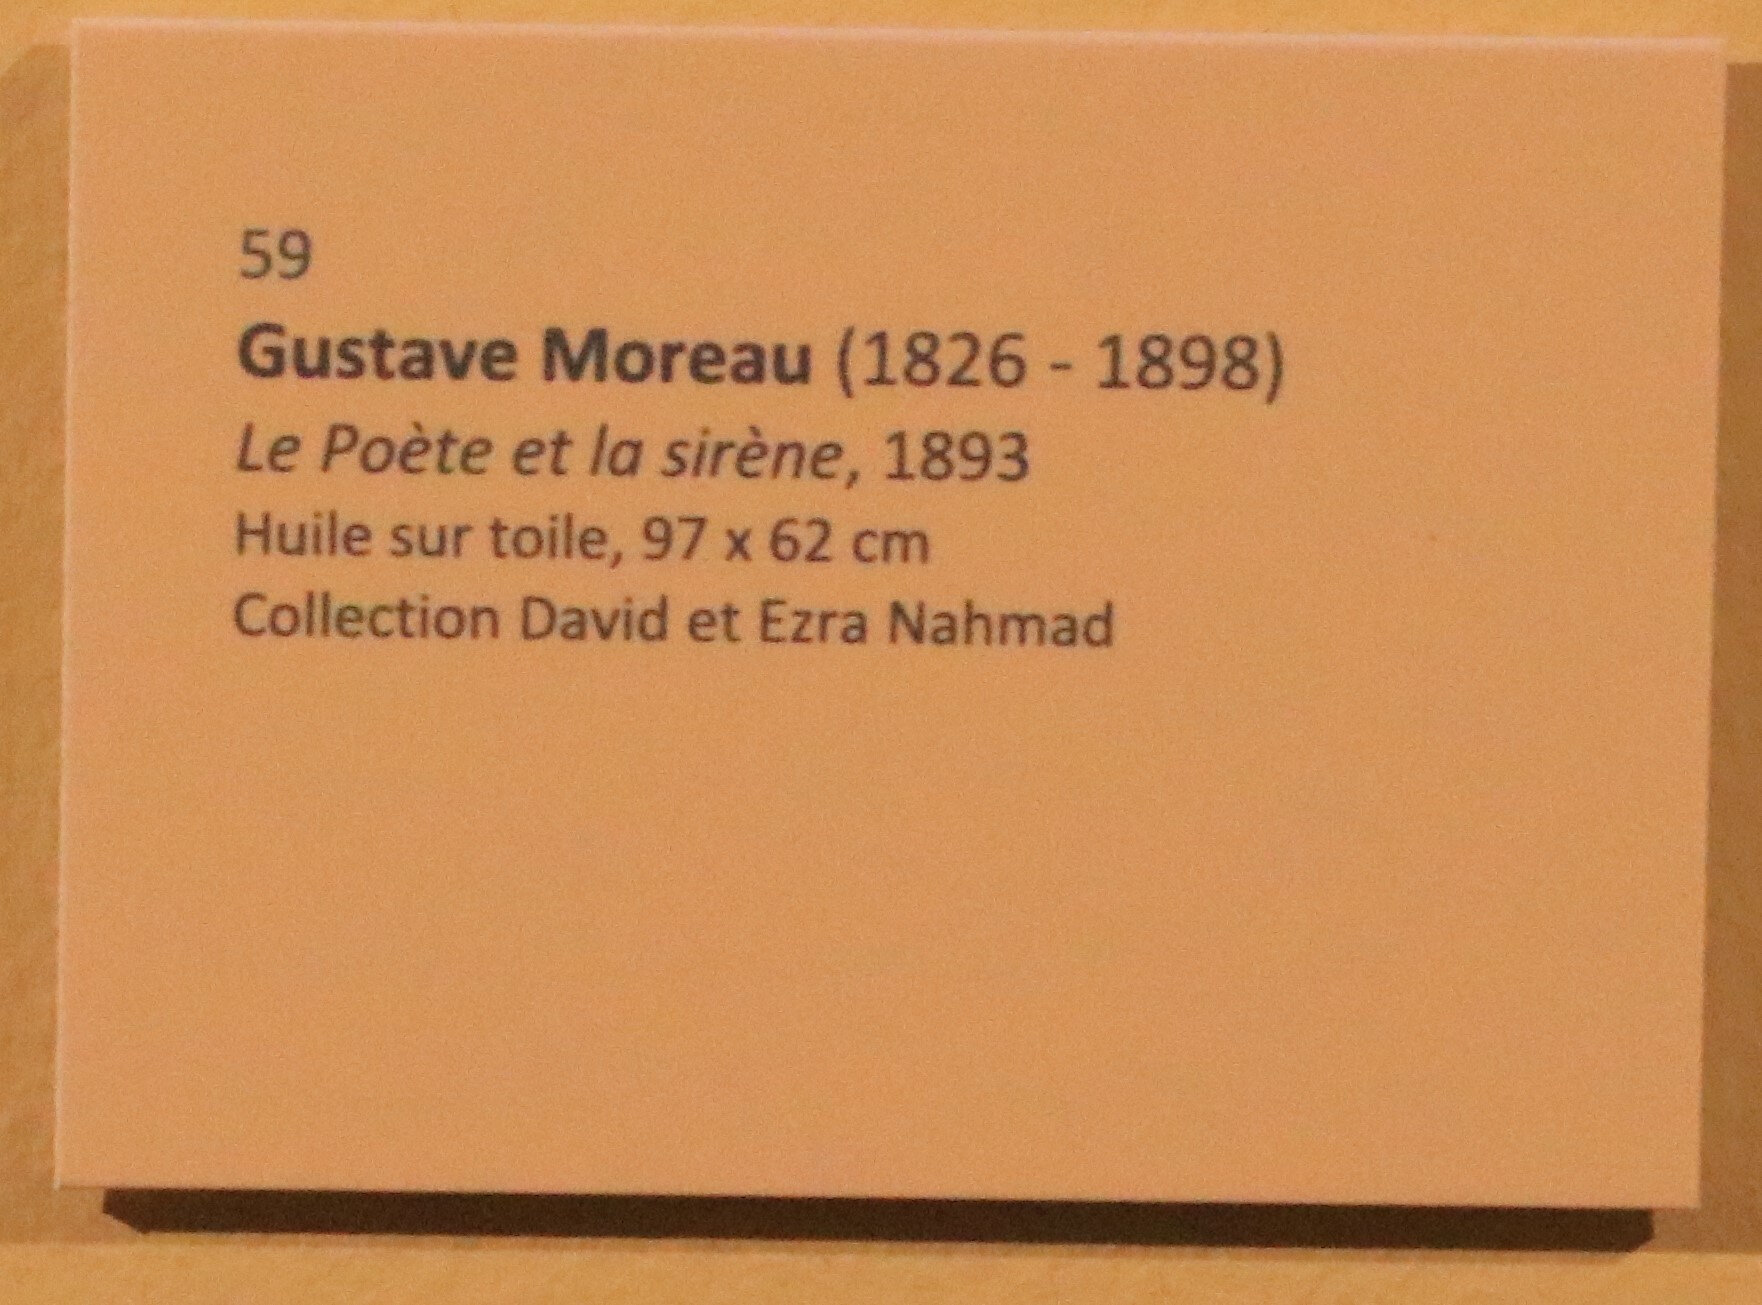 59
Gustave Moreau (1826 - 1898)
Le Poète et la sirène, 1893
Huile sur toile, 97 x 62 cm
Collection David et Ezra Nahmad